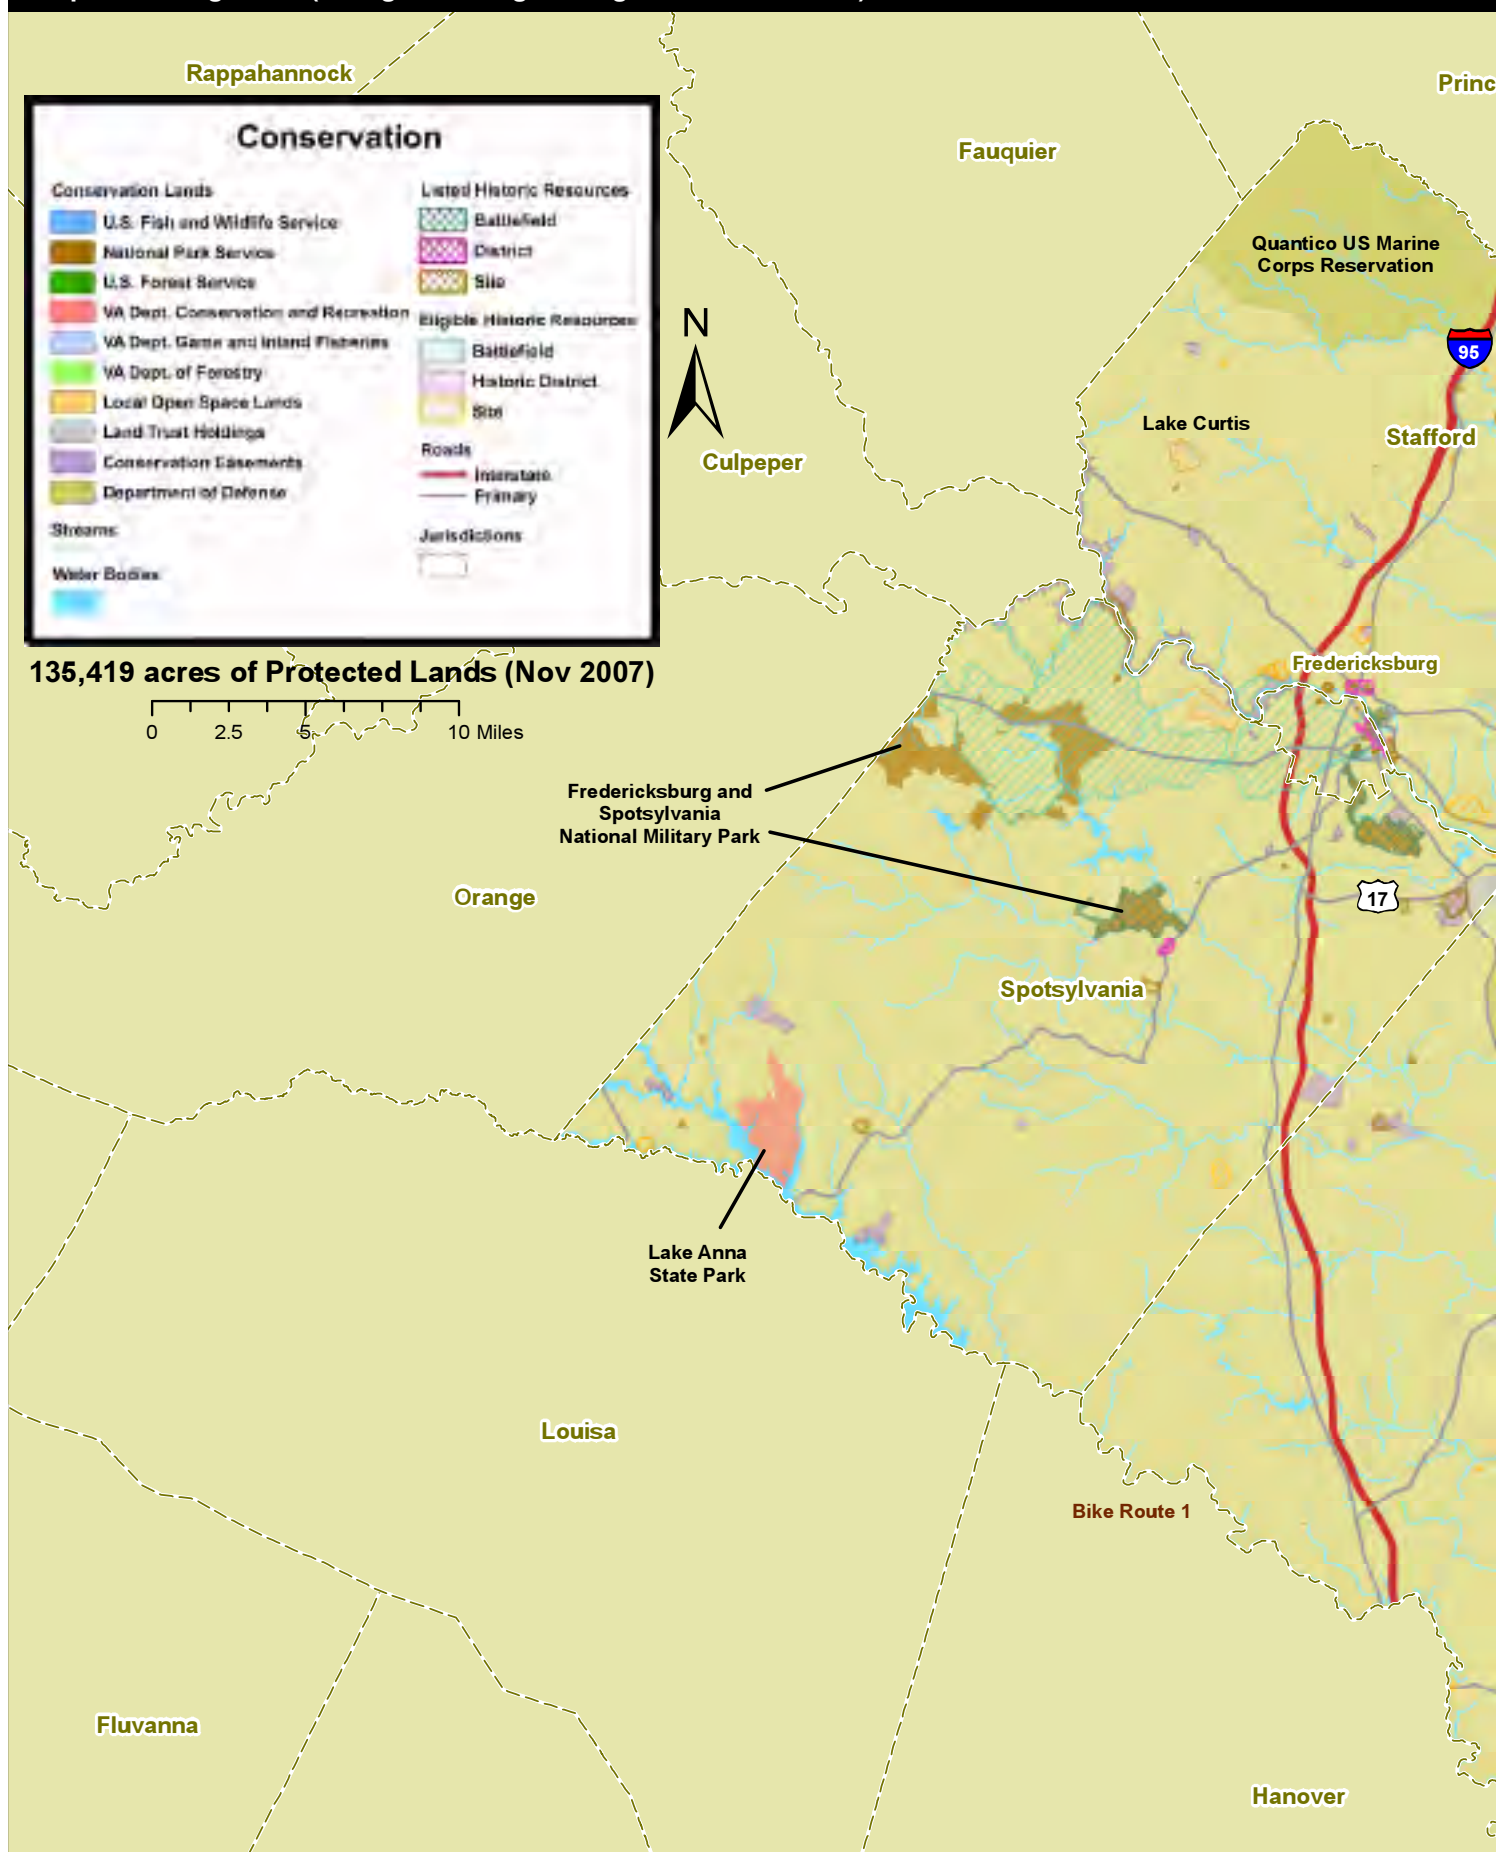 Rappahannock
Princ
Fauquier
Conservation
Conservation Lands
U.S. Fish and Wildlife Service
National Park Service
U.S. Forest Service
VA Dept. Conservation and Recreation
VA Dept. Game and Inland Fisheries
VA Dept. of Forestry
Local Open Space Lands
Land Trust Holdings
Conservation Easements
Department of Defense
Streams
Water Bodies
Listed Historic Resources
Battlefield
District
Site
Eligible Historic Resources
Battlefield
Historic District
Site
Roads
Interstate
Primary
Jurisdictions
Quantico US Marine
Corps Reservation
N
95
Lake Curtis
Stafford
Culpeper
135,419 acres of Protected Lands (Nov 2007)
0 2.5 5 10 Miles
Fredericksburg
Fredericksburg and
Spotsylvania
National Military Park
Orange
17
Spotsylvania
Lake Anna
State Park
Louisa
Bike Route 1
Fluvanna
Hanover